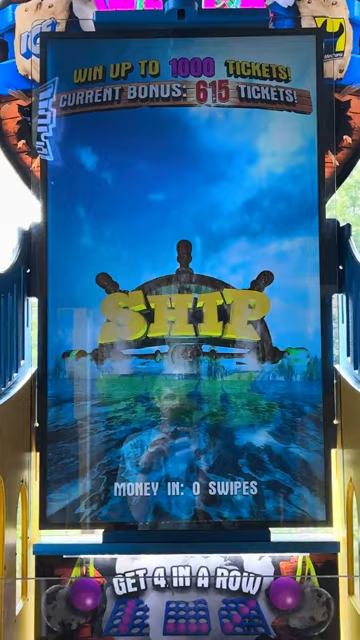 WIN UP TO 1000 TICKETS!
CURRENT BONUS: 615 TICKETS!
SHIP
MONEY IN: 0 SWIPES
GET 4 IN A ROW